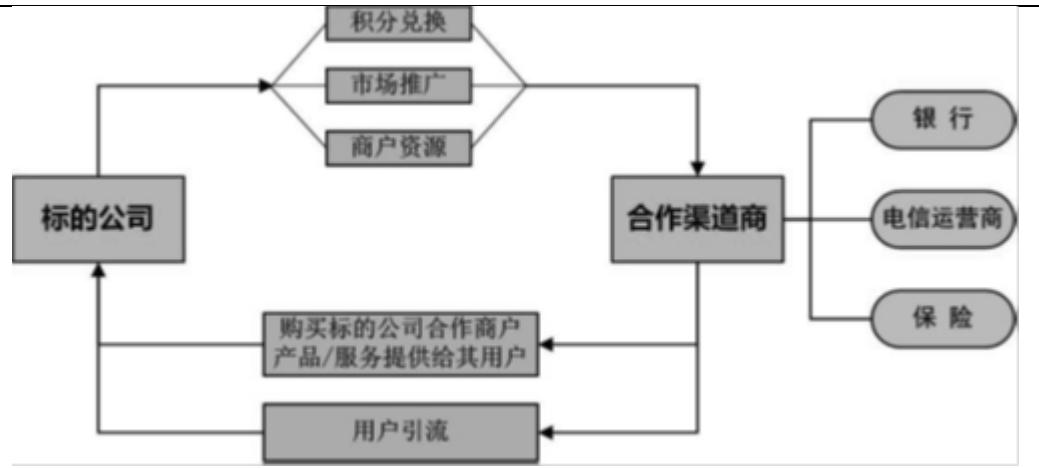 积分兑换
市场推广
商户资源
标的公司
合作渠道商
银 行
电信运营商
保 险
购买标的公司合作商户
产品/服务提供给其用户
用户引流